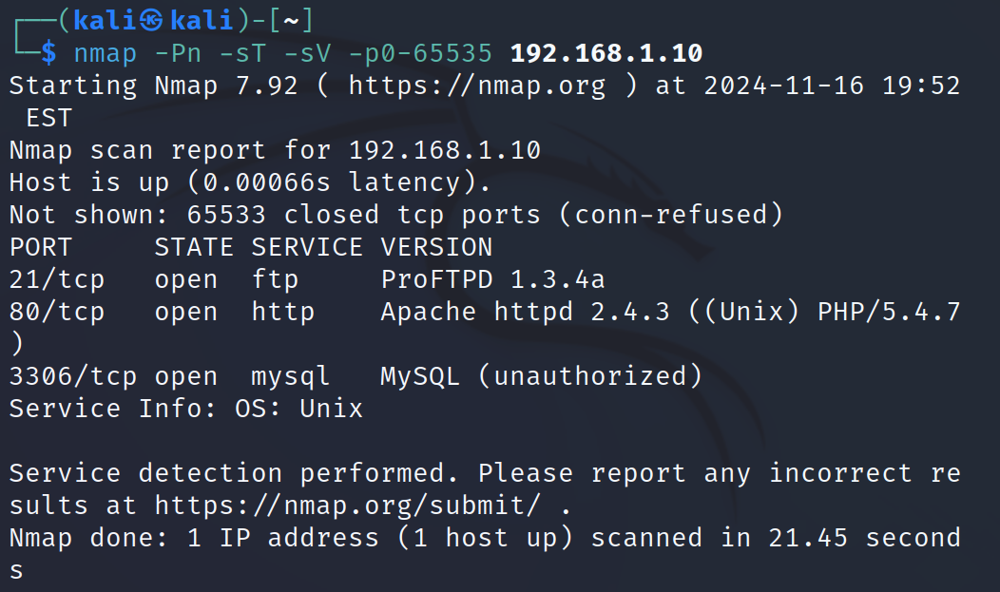 ┌──(kali㉿kali)-[~]
└─$ nmap -Pn -sT -sV -p0-65535 192.168.1.10
Starting Nmap 7.92 ( https://nmap.org ) at 2024-11-16 19:52
 EST
Nmap scan report for 192.168.1.10
Host is up (0.00066s latency).
Not shown: 65533 closed tcp ports (conn-refused)
PORT     STATE SERVICE VERSION
21/tcp   open  ftp     ProFTPD 1.3.4a
80/tcp   open  http    Apache httpd 2.4.3 ((Unix) PHP/5.4.7
)
3306/tcp open  mysql   MySQL (unauthorized)
Service Info: OS: Unix

Service detection performed. Please report any incorrect re
sults at https://nmap.org/submit/ .
Nmap done: 1 IP address (1 host up) scanned in 21.45 second
s